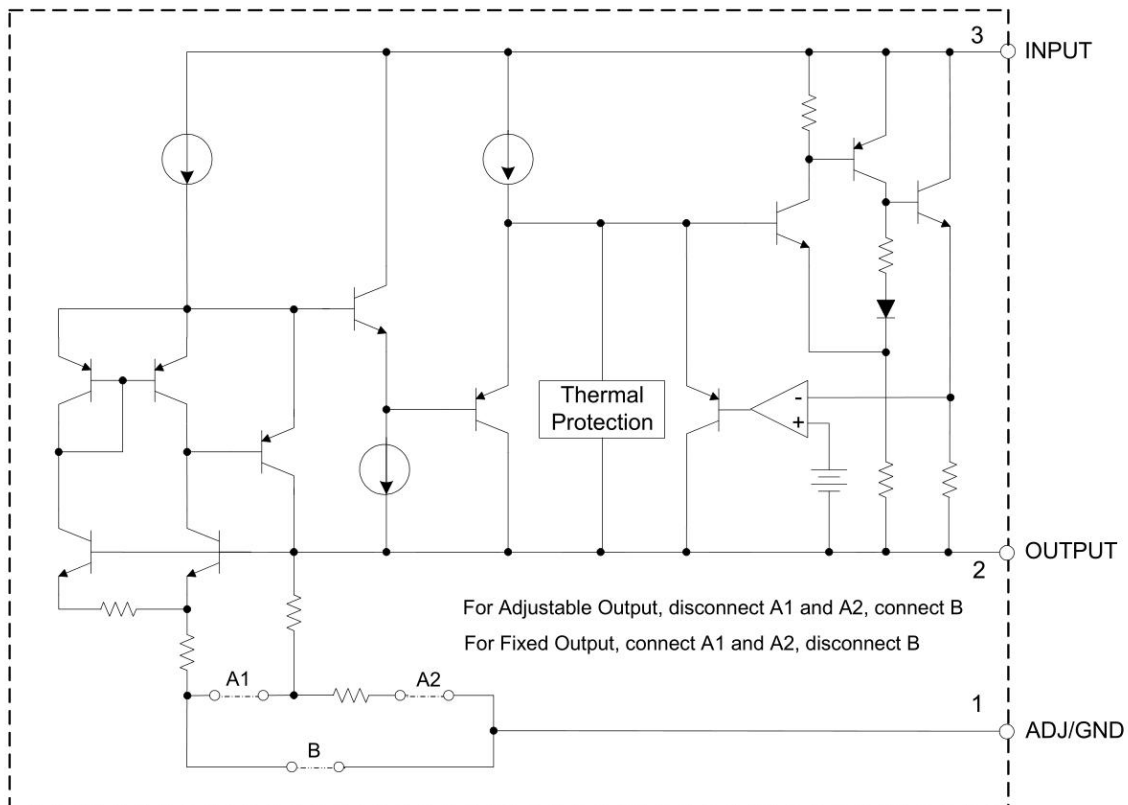 3
INPUT
Thermal
Protection
-
+
OUTPUT
2
For Adjustable Output, disconnect A1 and A2, connect B
For Fixed Output, connect A1 and A2, disconnect B
A1
A2
1
ADJ/GND
B